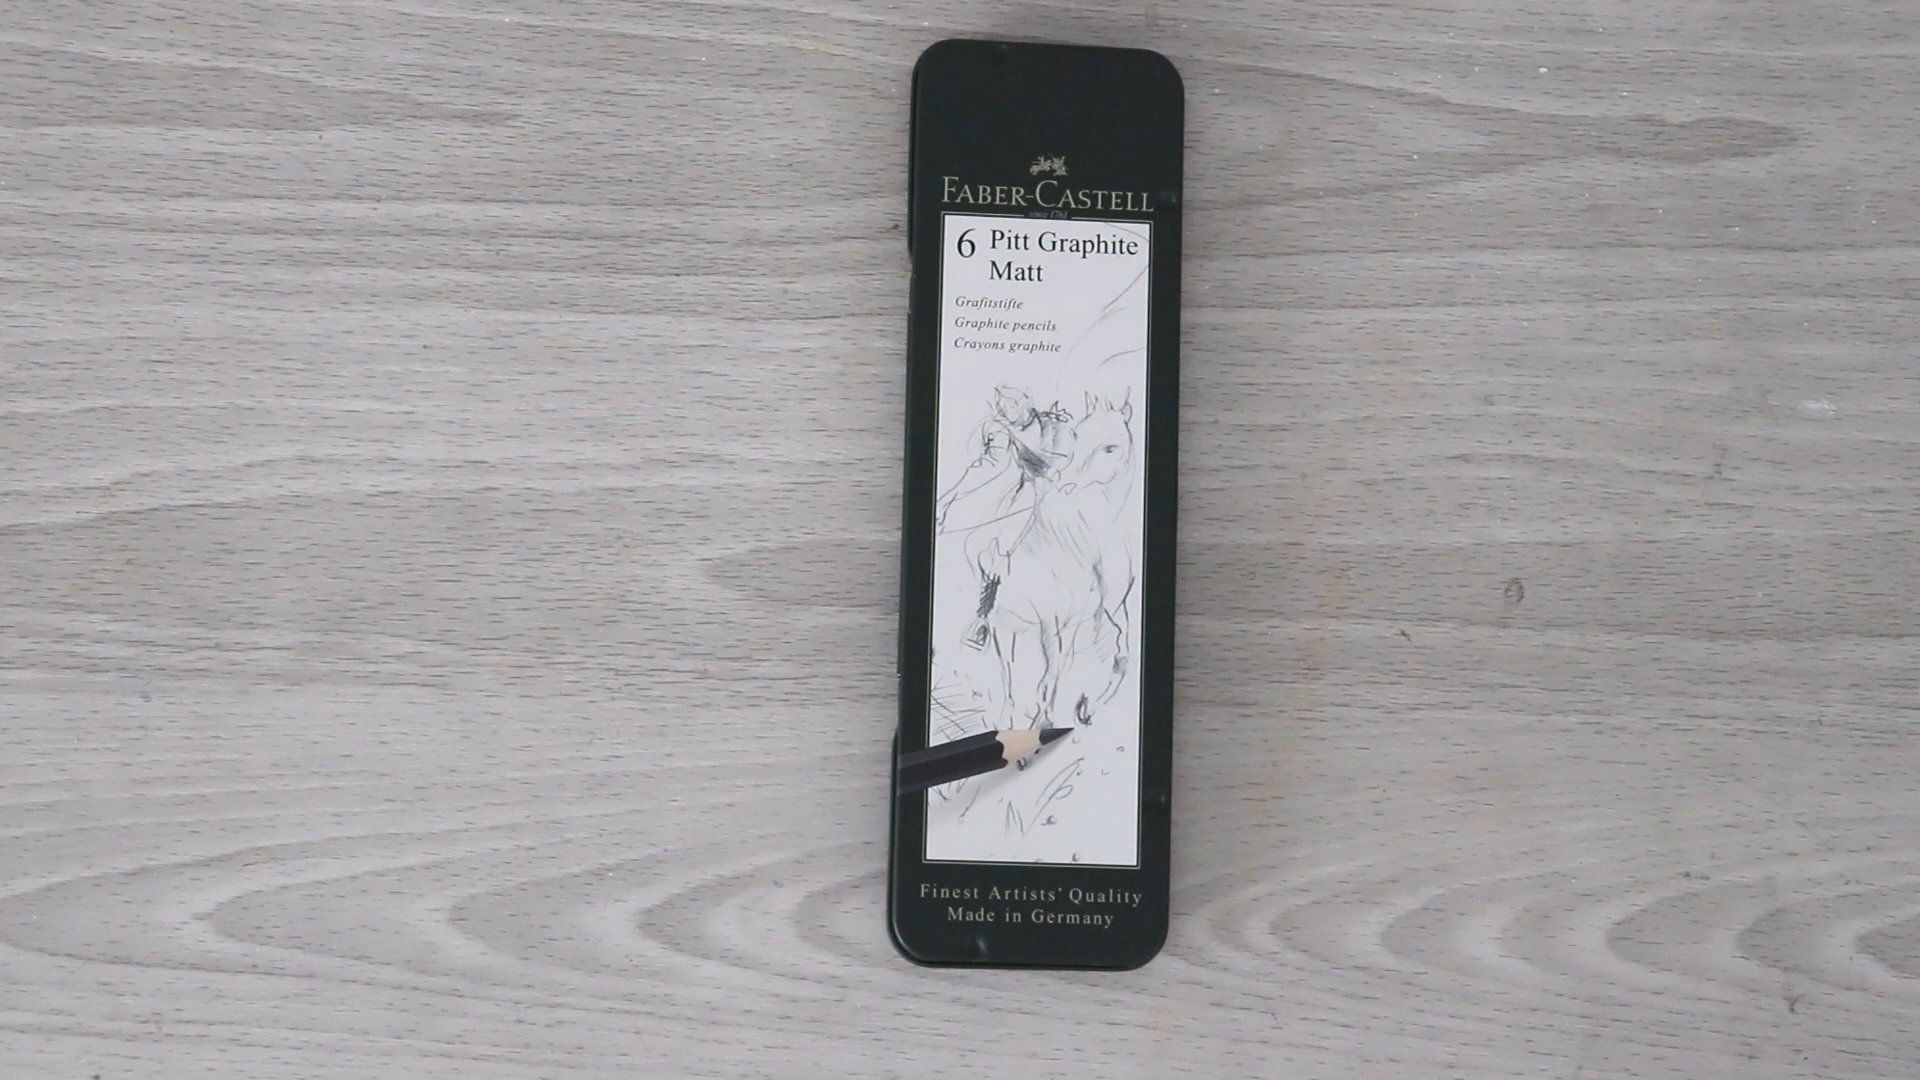 FABER-CASTELL
since 1761
6 Pitt Graphite
Matt
Grafitstifte
Graphite pencils
Crayons graphite
Finest Artists' Quality
Made in Germany